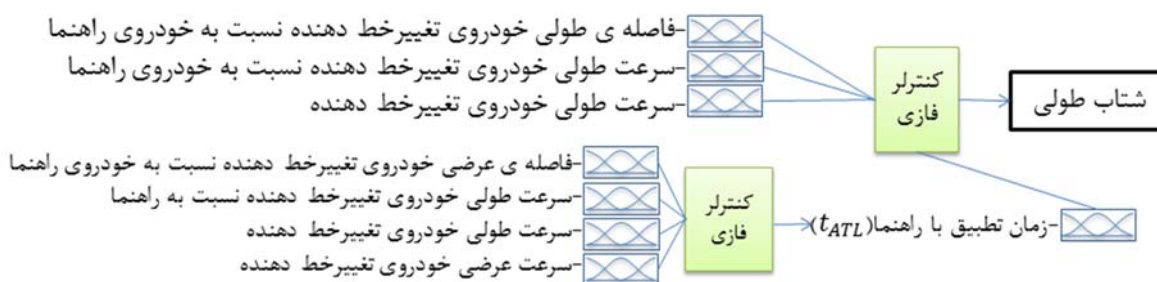 -فاصله ی طولی خودروی تغییرخط دهنده نسبت به خودروی راهنما
-سرعت طولی خودروی تغییرخط دهنده نسبت به خودروی راهنما
-سرعت طولی خودروی تغییرخط دهنده
کنترلر
فازی
شتاب طولی
-فاصله ی عرضی خودروی تغییرخط دهنده نسبت به خودروی راهنما
-سرعت طولی خودروی تغییرخط دهنده نسبت به راهنما
-سرعت طولی خودروی تغییرخط دهنده
-سرعت عرضی خودروی تغییرخط دهنده
کنترلر
فازی
-زمان تطبیق با راهنما(t_ATL)